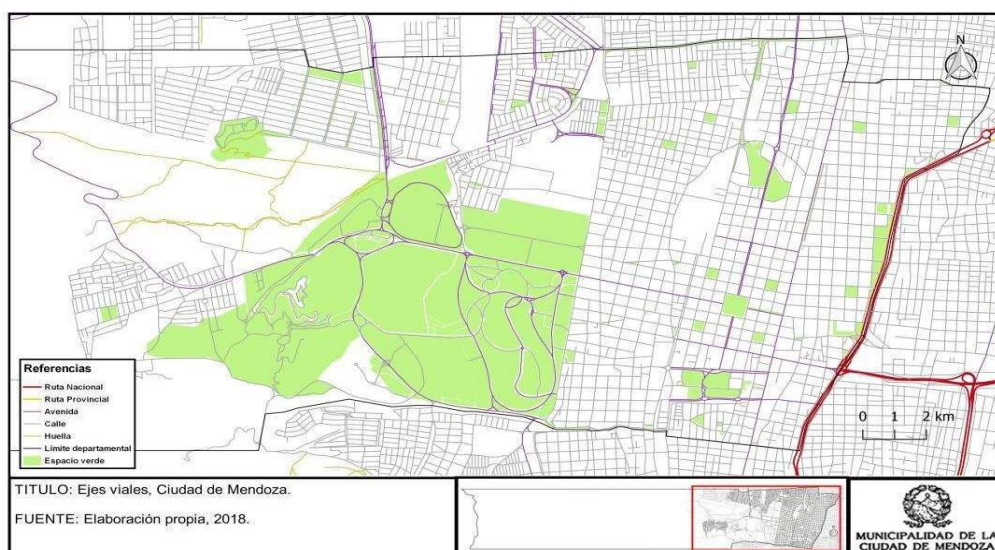 N
Referencias
Ruta Nacional
Ruta Provincial
Avenida
Calle
Huella
Límite departamental
Espacio verde
0 1 2 km
TITULO: Ejes viales, Ciudad de Mendoza.
FUENTE: Elaboración propia, 2018.
MUNICIPALIDAD DE LA
CIUDAD DE MENDOZA